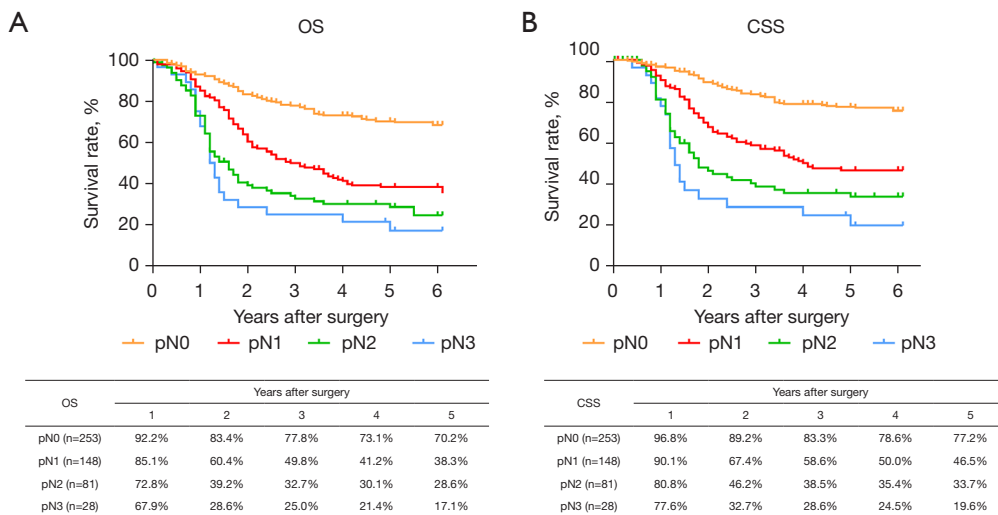 A
OS
100
80
60
40
20
0
Survival rate, %
0 1 2 3 4 5 6
Years after surgery
pN0 pN1 pN2 pN3
OS
Years after surgery
1 2 3 4 5
pN0 (n=253) 92.2% 83.4% 77.8% 73.1% 70.2%
pN1 (n=148) 85.1% 60.4% 49.8% 41.2% 38.3%
pN2 (n=81) 72.8% 39.2% 32.7% 30.1% 28.6%
pN3 (n=28) 67.9% 28.6% 25.0% 21.4% 17.1%
B
CSS
100
80
60
40
20
0
Survival rate, %
0 1 2 3 4 5 6
Years after surgery
pN0 pN1 pN2 pN3
CSS
Years after surgery
1 2 3 4 5
pN0 (n=253) 96.8% 89.2% 83.3% 78.6% 77.2%
pN1 (n=148) 90.1% 67.4% 58.6% 50.0% 46.5%
pN2 (n=81) 80.8% 46.2% 38.5% 35.4% 33.7%
pN3 (n=28) 77.6% 32.7% 28.6% 24.5% 19.6%